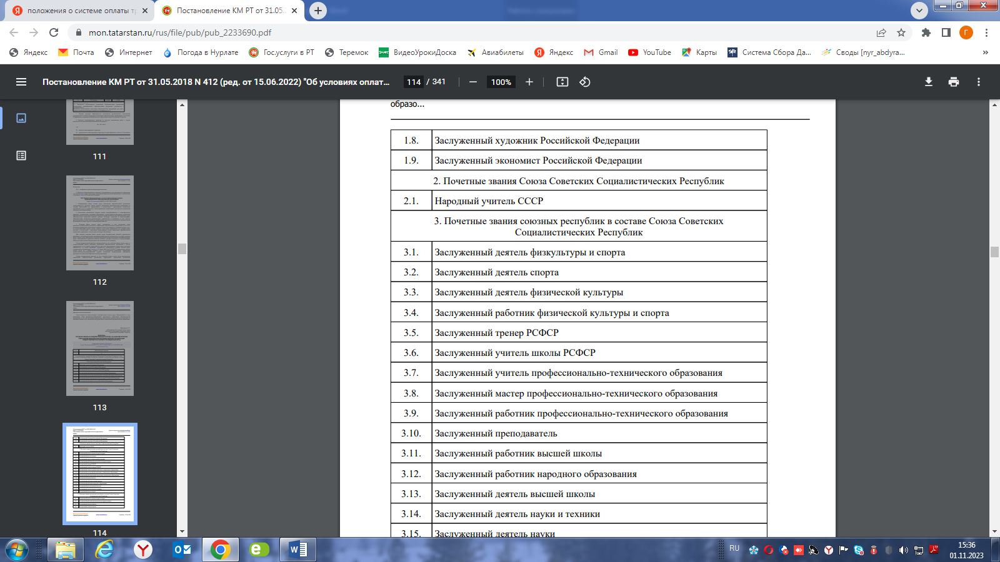 положения о системе оплаты тр
Постановление КМ РТ от 31.05.
mon.tatarstan.ru/rus/file/pub/pub_2233690.pdf
Г
Яндекс
Почта
Интернет
Погода в Нурлате
Гос.услуги в РТ
Теремок
ВидеоУрокиДоска
Авиабилеты
Яндекс
Gmail
YouTube
Карты
Система Сбора Да...
Своды [nyr_abdyra...
»
Постановление КМ РТ от 31.05.2018 N 412 (ред. от 15.06.2022) "Об условиях оплат...
114 / 341
100%
111
112
113
114
образо...
1.8. Заслуженный художник Российской Федерации
1.9. Заслуженный экономист Российской Федерации
2. Почетные звания Союза Советских Социалистических Республик
2.1. Народный учитель СССР
3. Почетные звания союзных республик в составе Союза Советских
Социалистических Республик
3.1. Заслуженный деятель физкультуры и спорта
3.2. Заслуженный деятель спорта
3.3. Заслуженный деятель физической культуры
3.4. Заслуженный работник физической культуры и спорта
3.5. Заслуженный тренер РСФСР
3.6. Заслуженный учитель школы РСФСР
3.7. Заслуженный учитель профессионально-технического образования
3.8. Заслуженный мастер профессионально-технического образования
3.9. Заслуженный работник профессионально-технического образования
3.10. Заслуженный преподаватель
3.11. Заслуженный работник высшей школы
3.12. Заслуженный работник народного образования
3.13. Заслуженный деятель высшей школы
3.14. Заслуженный деятель науки и техники
3.15. Заслуженный деятель науки
RU
15:36
01.11.2023